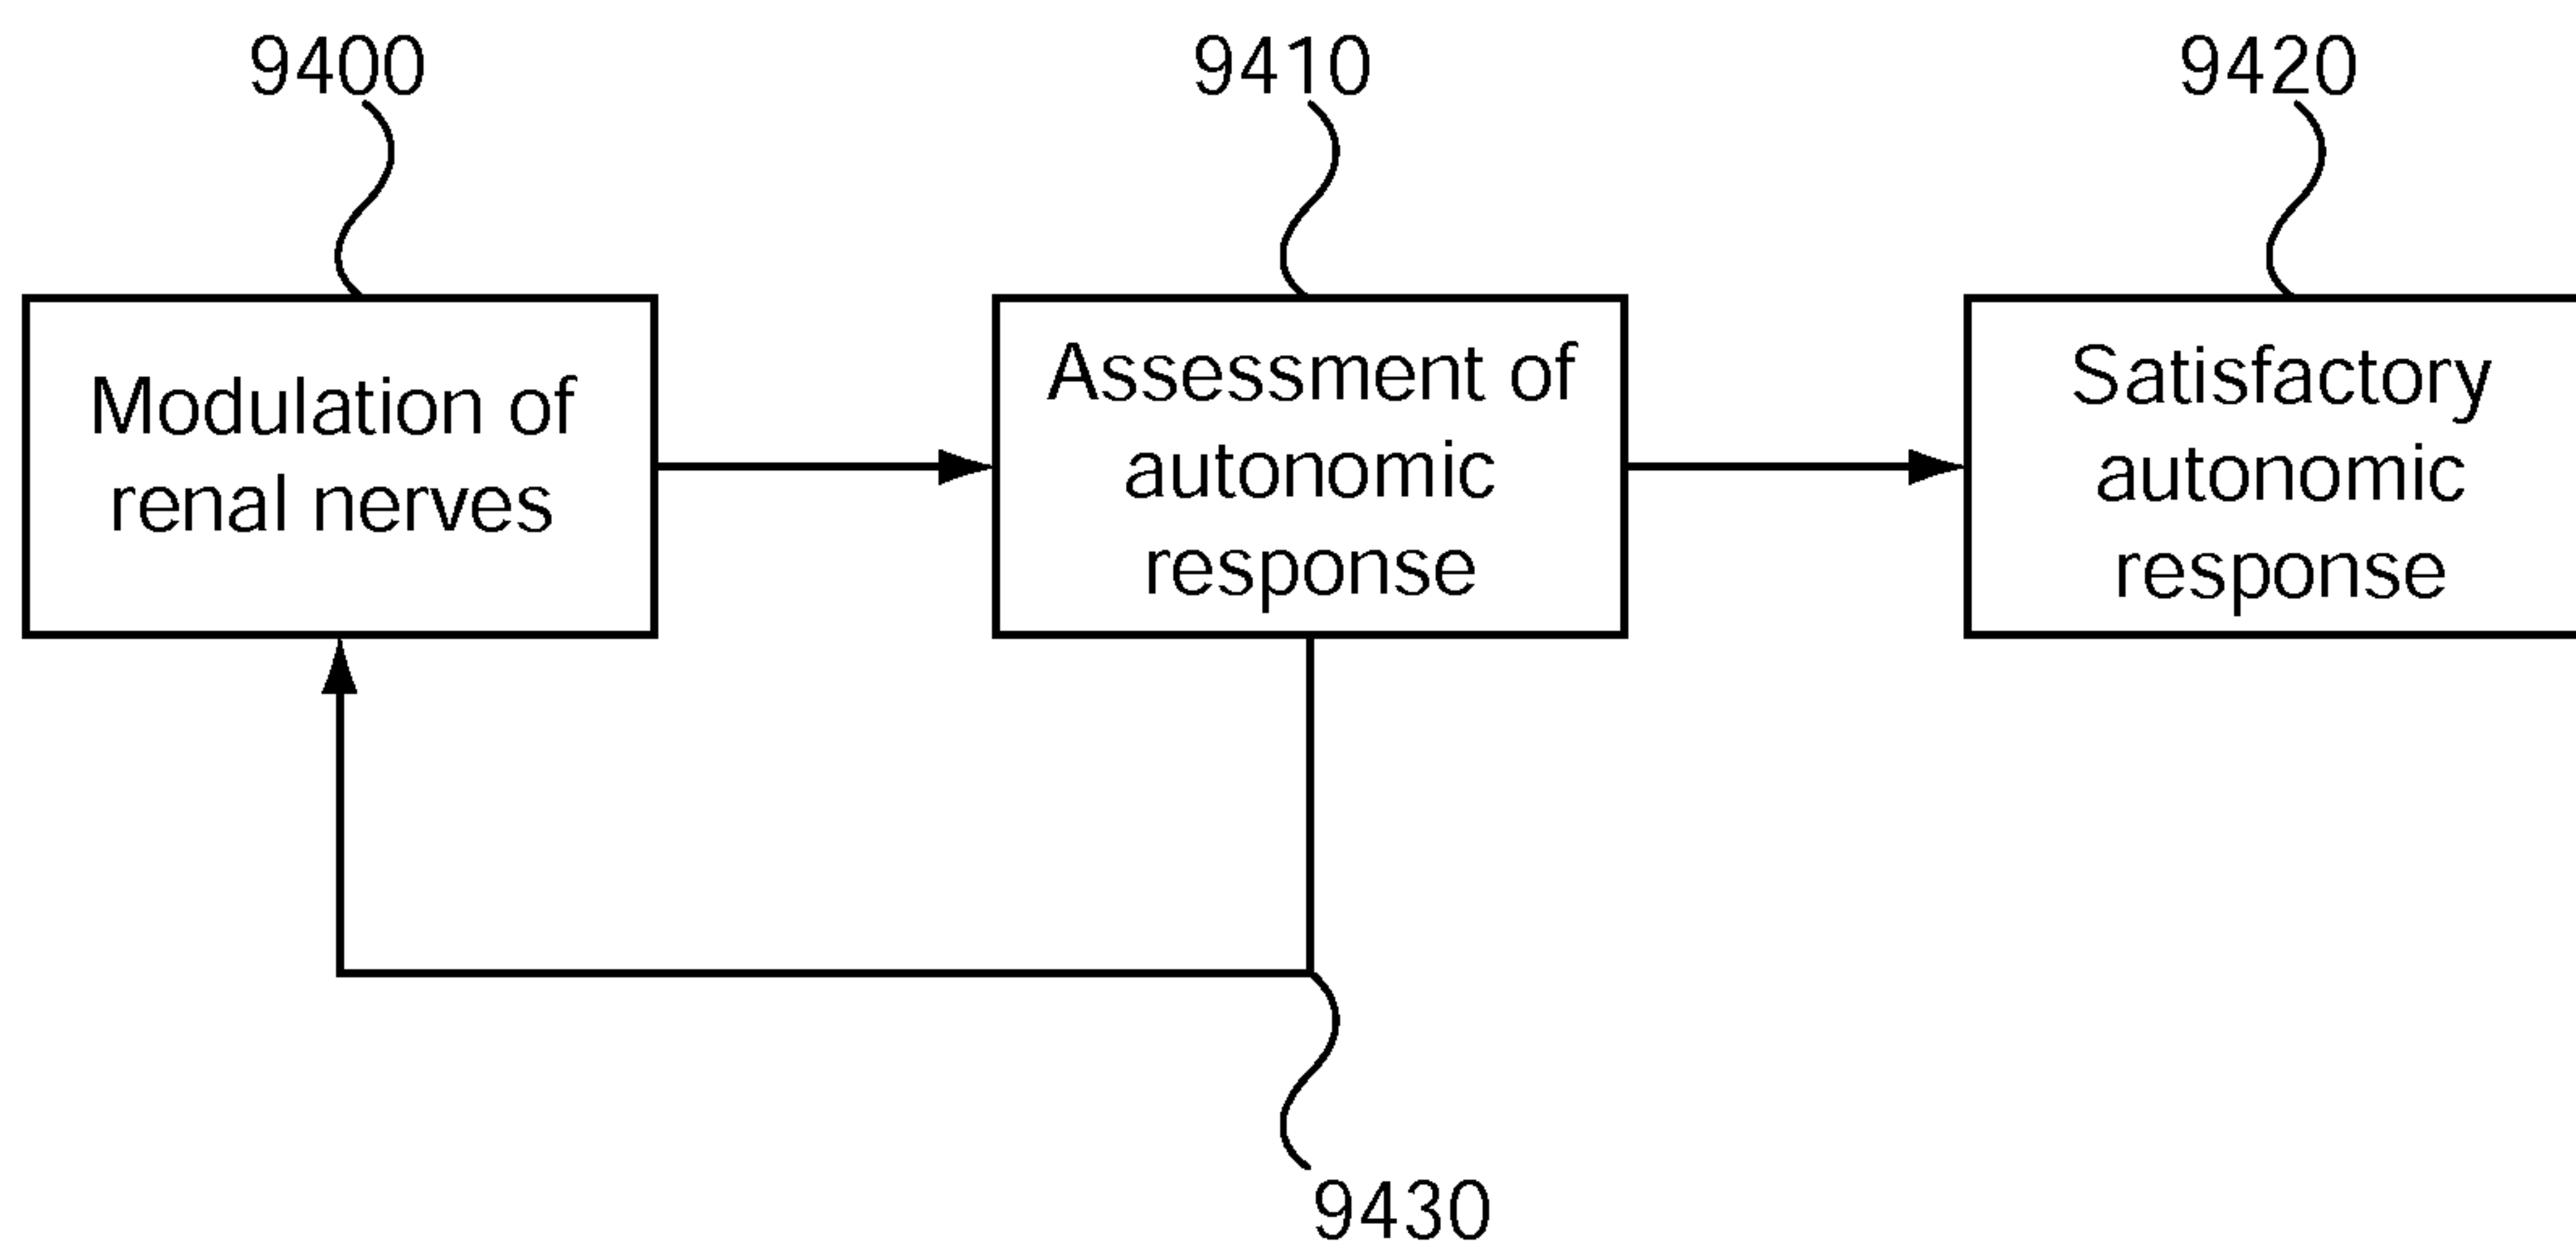 9400
9410
9420
Modulation of
renal nerves
Assessment of
autonomic
response
Satisfactory
autonomic
response
9430